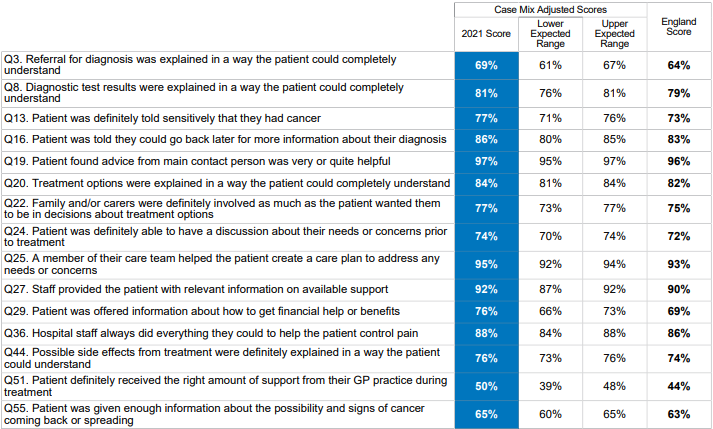 Case Mix Adjusted Scores
2021 Score Lower Expected Range Upper Expected Range England Score
Q3. Referral for diagnosis was explained in a way the patient could completely
understand 69% 61% 67% 64%
Q8. Diagnostic test results were explained in a way the patient could completely
understand 81% 76% 81% 79%
Q13. Patient was definitely told sensitively that they had cancer 77% 71% 76% 73%
Q16. Patient was told they could go back later for more information about their diagnosis 86% 80% 85% 83%
Q19. Patient found advice from main contact person was very or quite helpful 97% 95% 97% 96%
Q20. Treatment options were explained in a way the patient could completely understand 84% 81% 84% 82%
Q22. Family and/or carers were definitely involved as much as the patient wanted them
to be in decisions about treatment options 77% 73% 77% 75%
Q24. Patient was definitely able to have a discussion about their needs or concerns prior
to treatment 74% 70% 74% 72%
Q25. A member of their care team helped the patient create a care plan to address any
needs or concerns 95% 92% 94% 93%
Q27. Staff provided the patient with relevant information on available support 92% 87% 92% 90%
Q29. Patient was offered information about how to get financial help or benefits 76% 66% 73% 69%
Q36. Hospital staff always did everything they could to help the patient control pain 88% 84% 88% 86%
Q44. Possible side effects from treatment were definitely explained in a way the patient
could understand 76% 73% 76% 74%
Q51. Patient definitely received the right amount of support from their GP practice during
treatment 50% 39% 48% 44%
Q55. Patient was given enough information about the possibility and signs of cancer
coming back or spreading 65% 60% 65% 63%